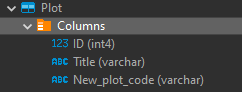 Plot
Columns
123 ID (int4)
ABC Title (varchar)
ABC New_plot_code (varchar)